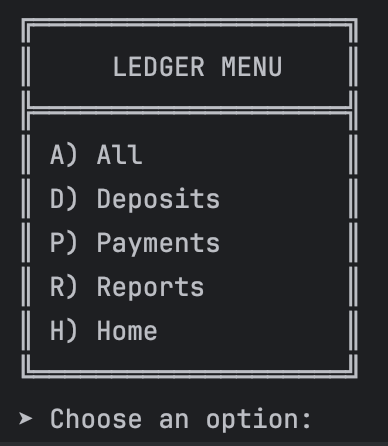 LEDGER MENU
A) All
D) Deposits
P) Payments
R) Reports
H) Home
➤ Choose an option: